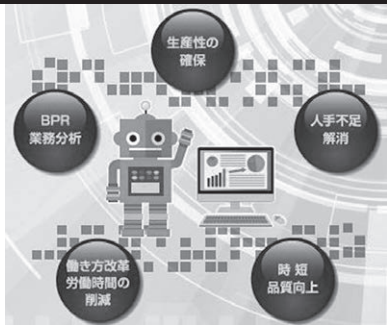 生産性の
確保
BPR
業務分析
人手不足
解消
働き方改革
労働時間の
削減
時 短
品質向上